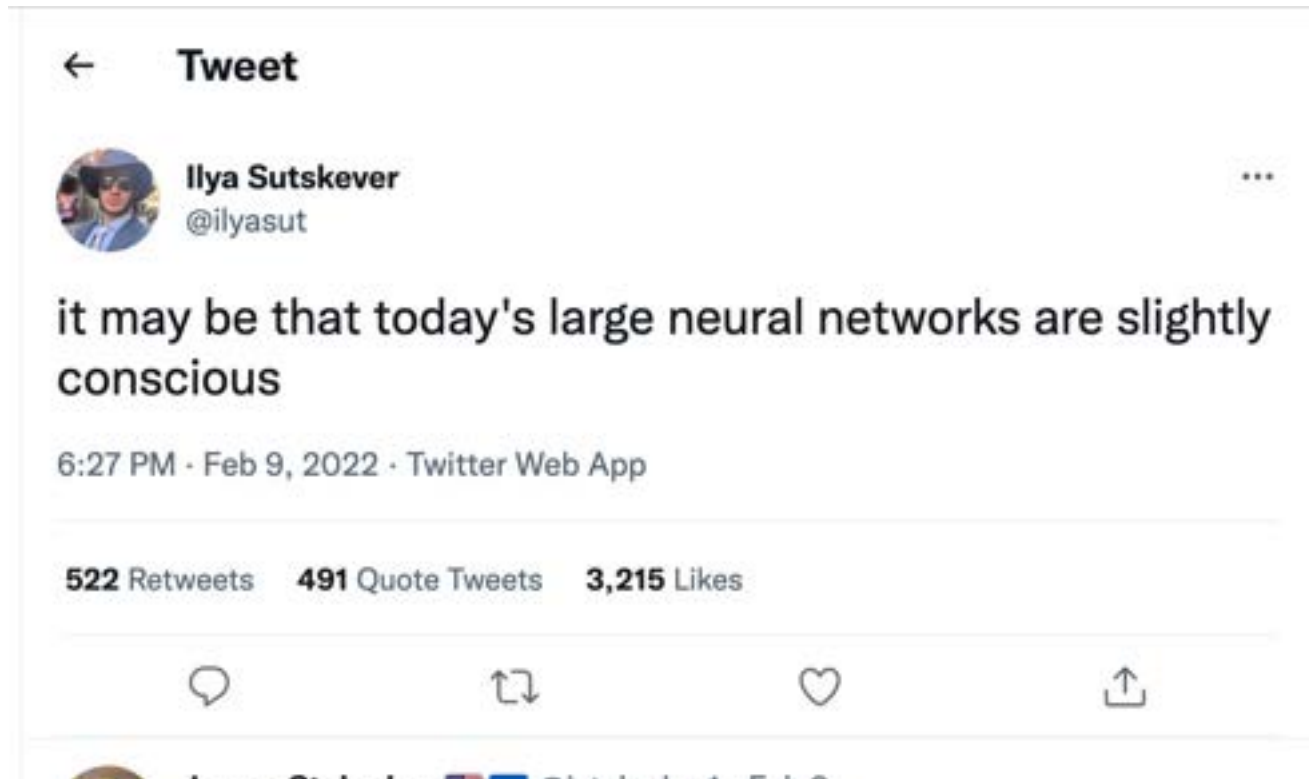 Tweet
Ilya Sutskever
@ilyasut
it may be that today's large neural networks are slightly
conscious
6:27 PM · Feb 9, 2022 · Twitter Web App
522 Retweets 491 Quote Tweets 3,215 Likes